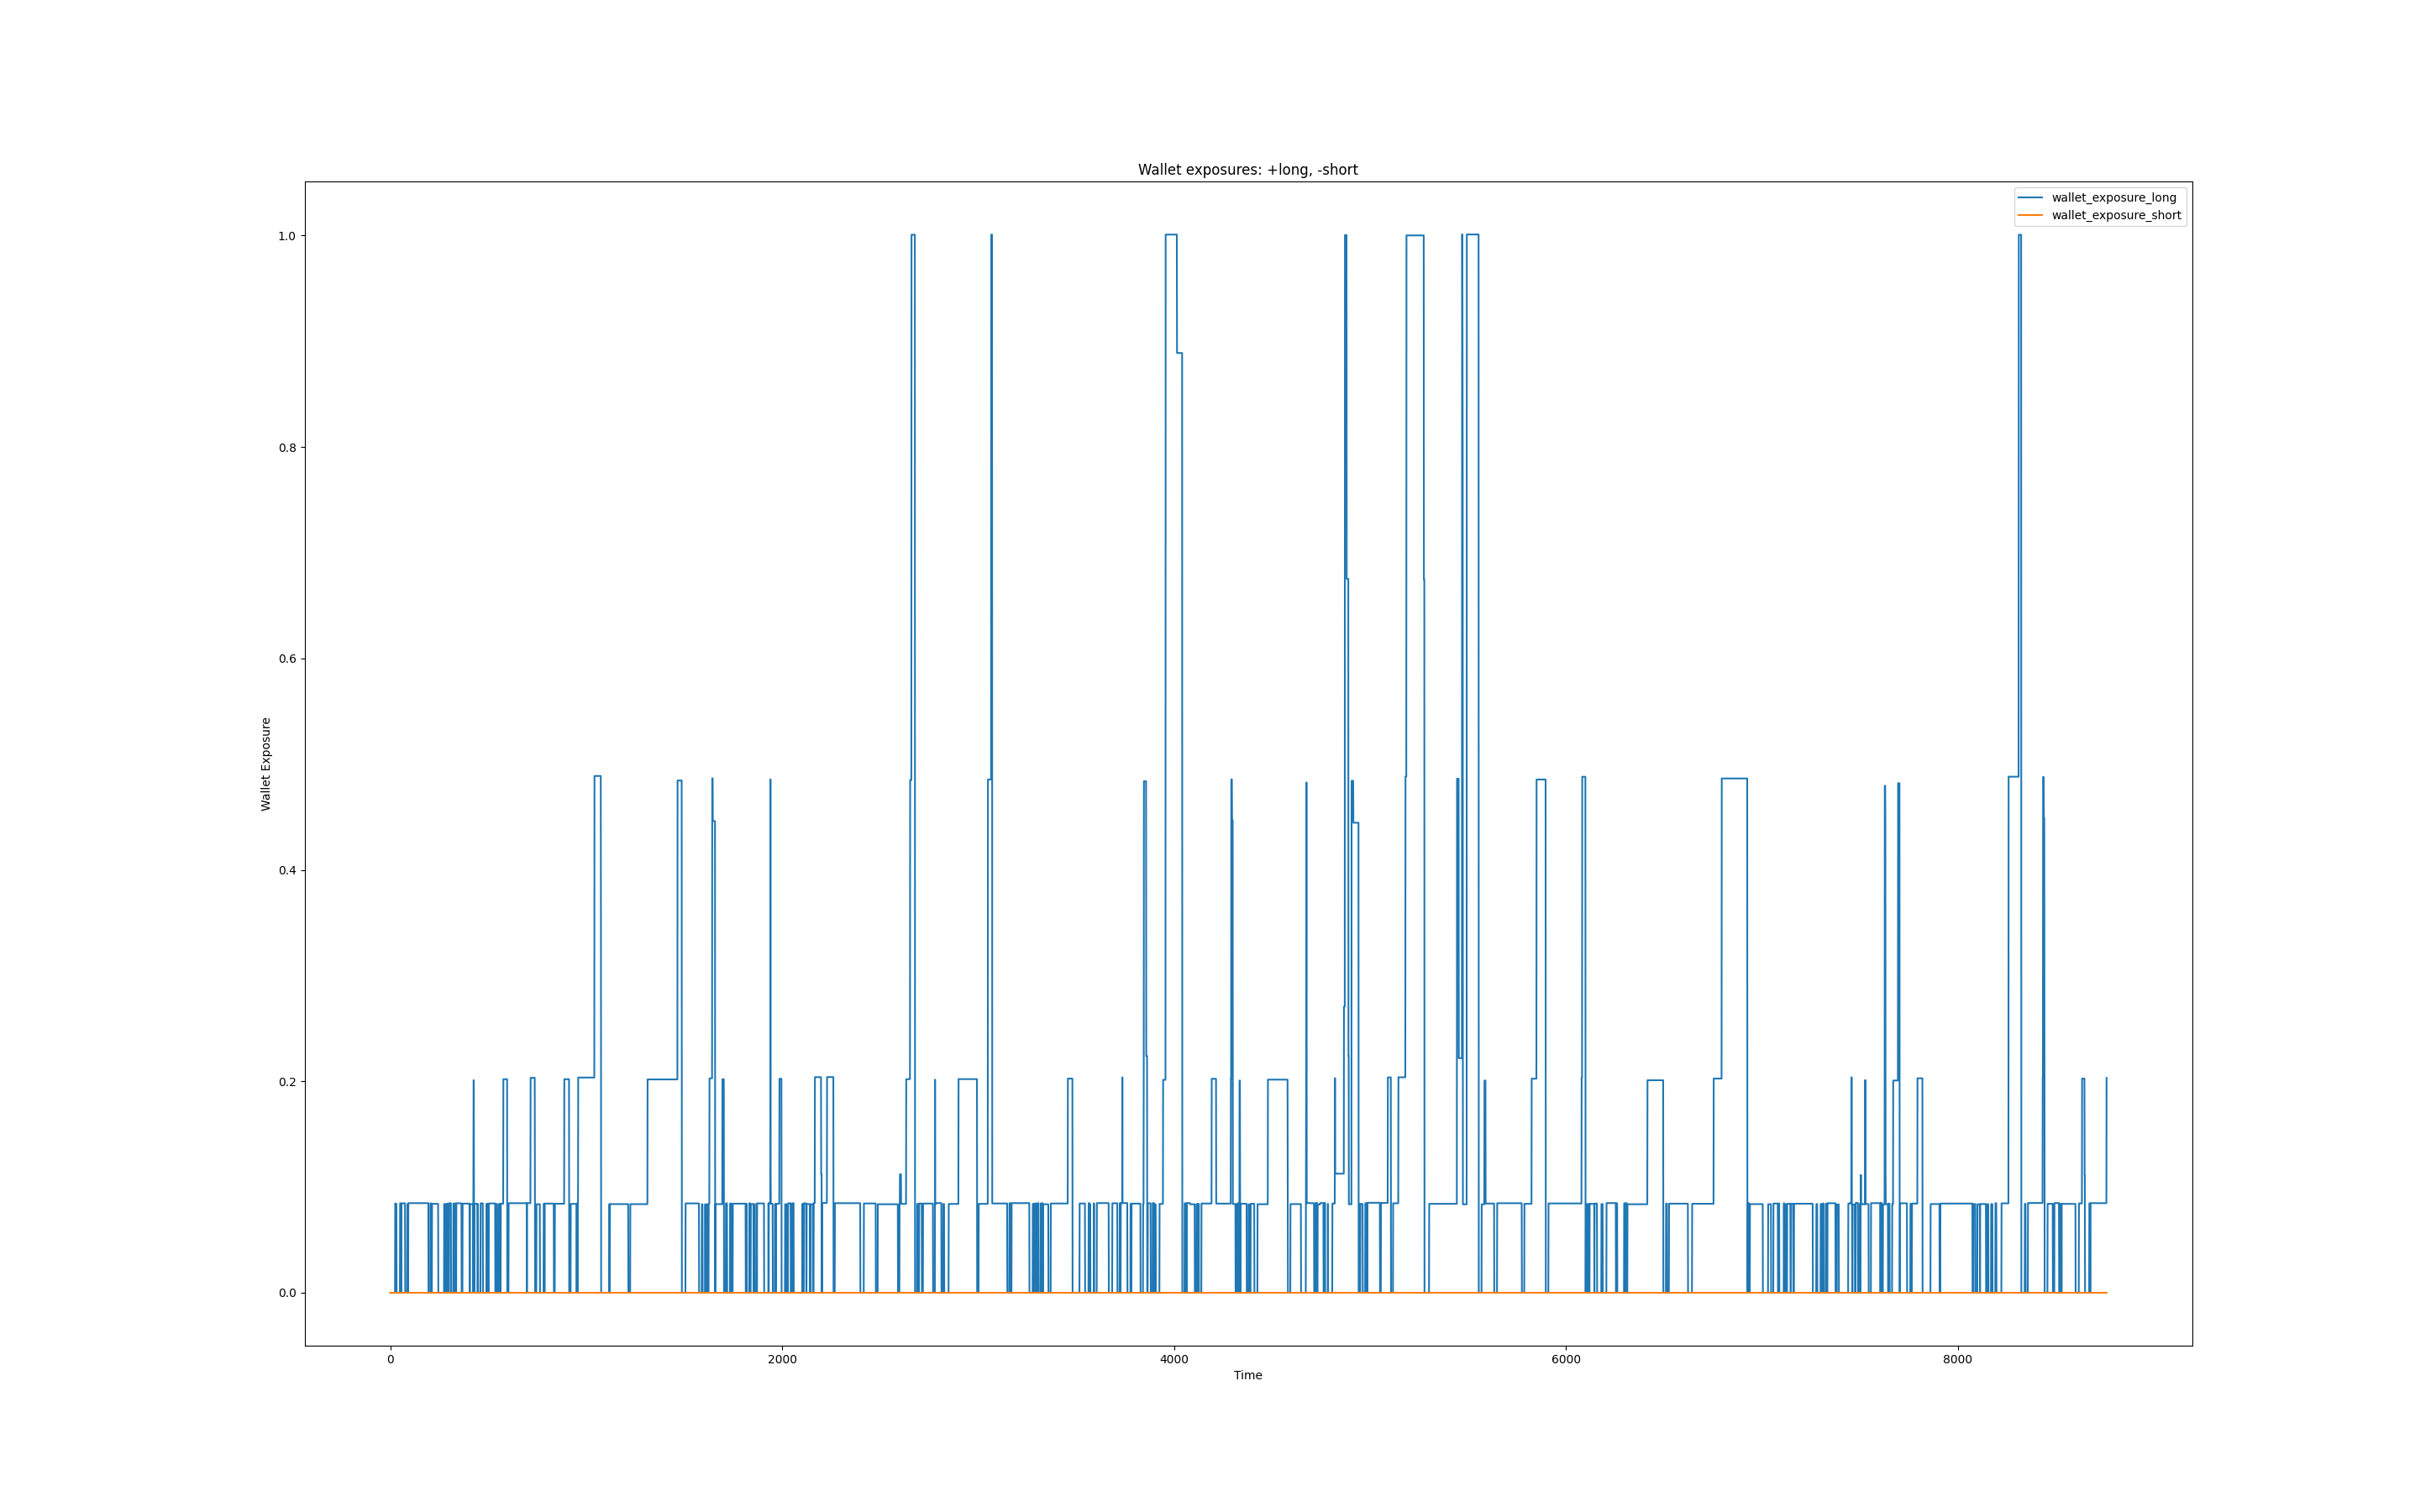 Wallet exposures: +long, -short
wallet_exposure_long
wallet_exposure_short
1.0
0.8
0.6
0.4
0.2
0.0
Wallet Exposure
0 2000 4000 6000 8000
Time